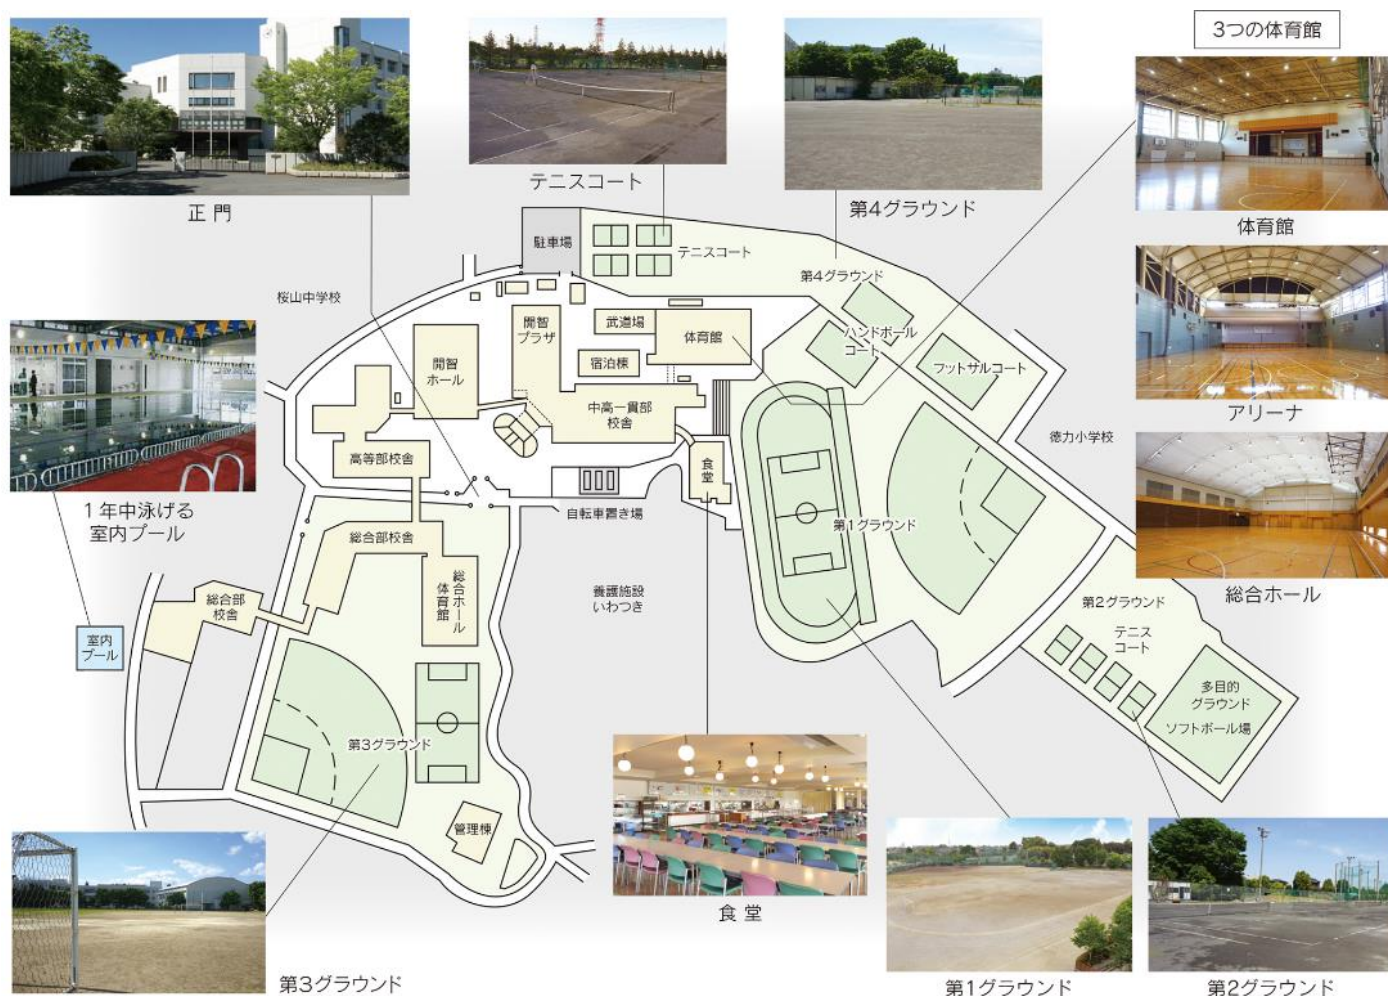 3つの体育館
正 門
テニスコート
第4グラウンド
体育館
アリーナ
総合ホール
1年中泳げる
室内プール
駐車場
テニスコート
第4グラウンド
桜山中学校
開智
プラザ
武道場
体育館
ハンドボール
コート
開智
ホール
宿泊棟
フットサルコート
中高一貫部
校舎
徳力小学校
高等部校舎
食堂
自転車置き場
第1グラウンド
総合部校舎
総合ホール
体育館
養護施設
いわつき
総合部
校舎
第2グラウンド
テニス
コート
室内
プール
多目的
グラウンド
ソフトボール場
第3グラウンド
管理棟
食 堂
第3グラウンド
第1グラウンド
第2グラウンド